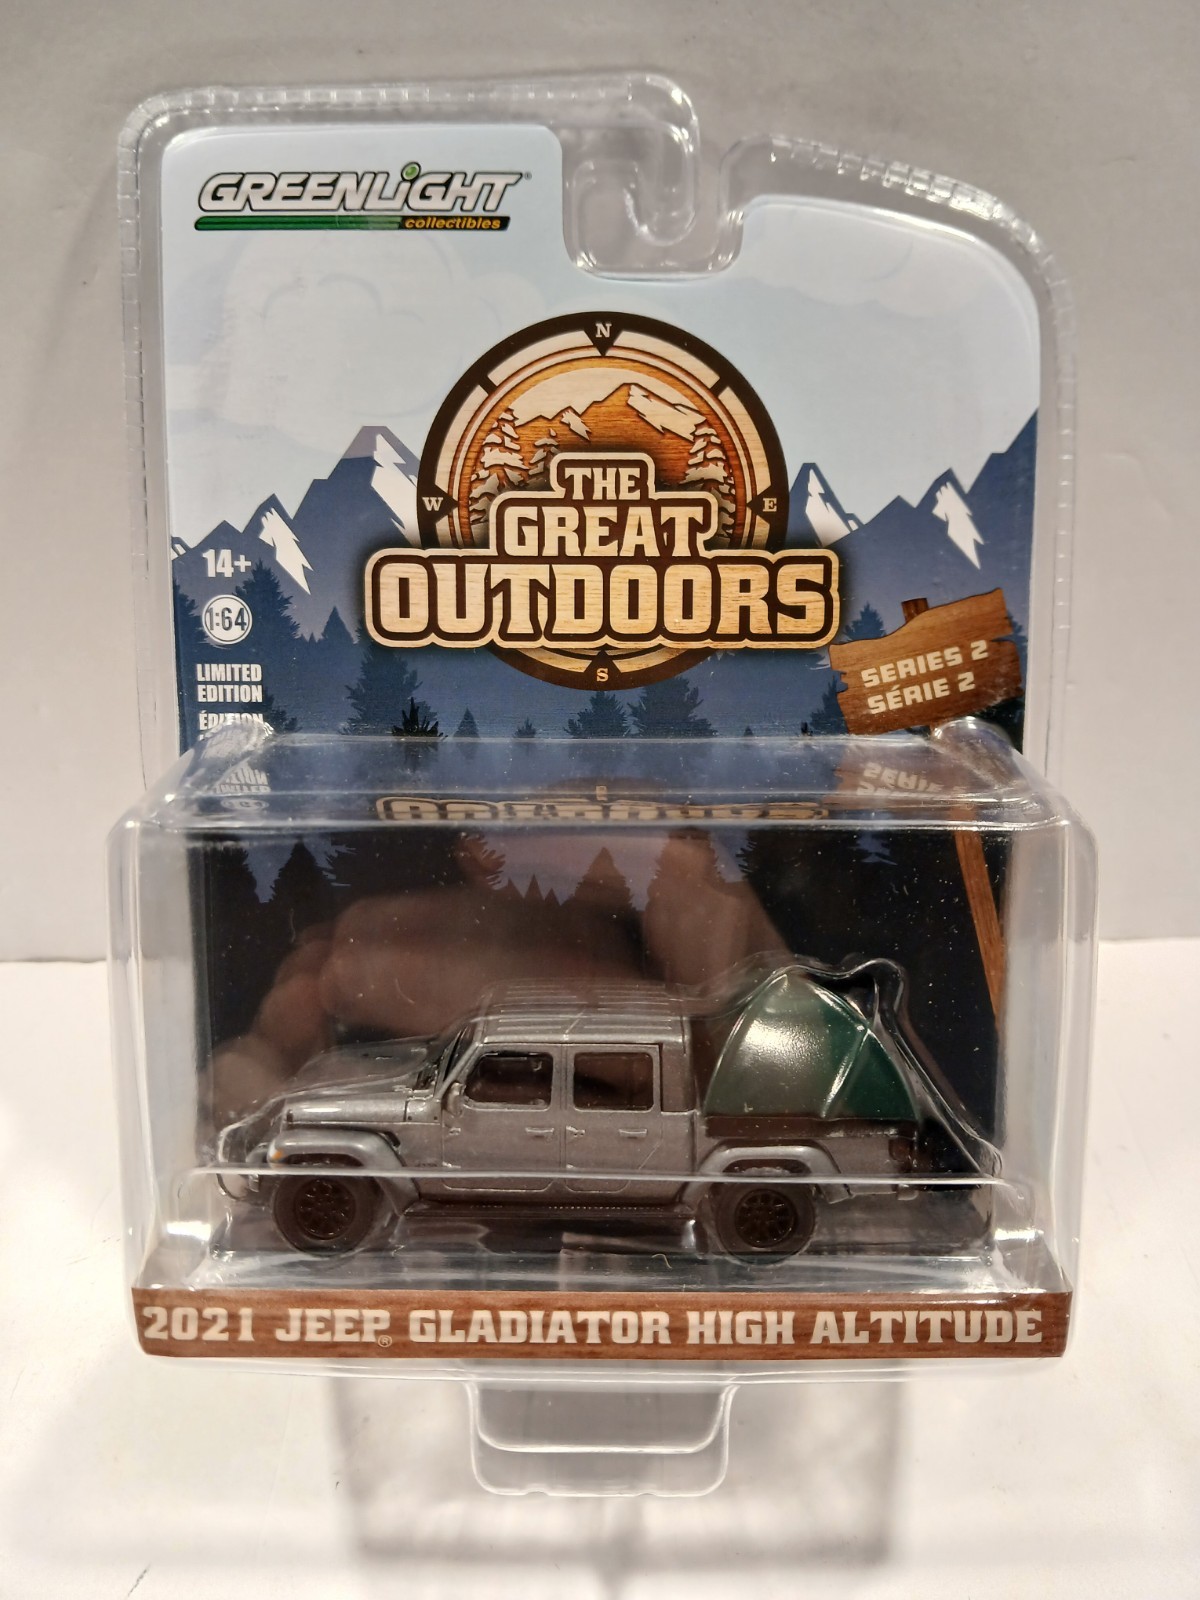 GREENLIGHT®
collectibles
N
W
E
THE
GREAT
OUTDOORS
S
14+
1:64
LIMITED
EDITION
ÉDITION
SERIES 2
SÉRIE 2
2021 JEEP® GLADIATOR HIGH ALTITUDE